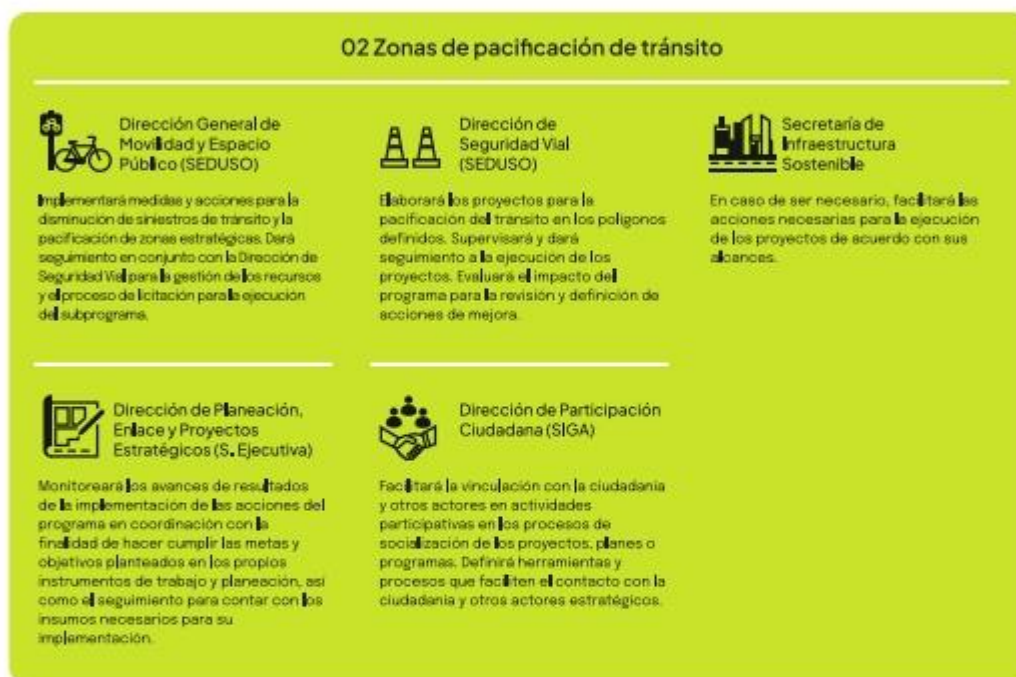 02 Zonas de pacificación de tránsito
Dirección General de
Movilidad y Espacio
Público (SEDUSO)
Implementará medidas y acciones para la
disminución de siniestros de tránsito y la
pacificación de zonas estratégicas. Dará
seguimiento en conjunto con la Dirección de
Seguridad Vial para la gestión de los recursos
y el proceso de licitación para la ejecución
del subprograma.
Dirección de
Seguridad Vial
(SEDUSO)
Elaborará los proyectos para la
pacificación del tránsito en los polígonos
definidos. Supervisará y dará
seguimiento a la ejecución de los
proyectos. Evaluará el impacto del
programa para la revisión y definición de
acciones de mejora.
Secretaría de
Infraestructura
Sostenible
En caso de ser necesario, facilitará las
acciones necesarias para la ejecución
de los proyectos de acuerdo con sus
alcances.
Dirección de Planeación,
Enlace y Proyectos
Estratégicos (S. Ejecutiva)
Monitoreará los avances de resultados
de la implementación de las acciones del
programa en coordinación con la
finalidad de hacer cumplir las metas y
objetivos planteados en los propios
instrumentos de trabajo y planeación, así
como el seguimiento para contar con los
insumos necesarios para su
implementación.
Dirección de Participación
Ciudadana (SIGA)
Facilitará la vinculación con la ciudadanía
y otros actores en actividades
participativas en los procesos de
socialización de los proyectos, planes o
programas. Definirá herramientas y
procesos que faciliten el contacto con la
ciudadanía y otros actores estratégicos.